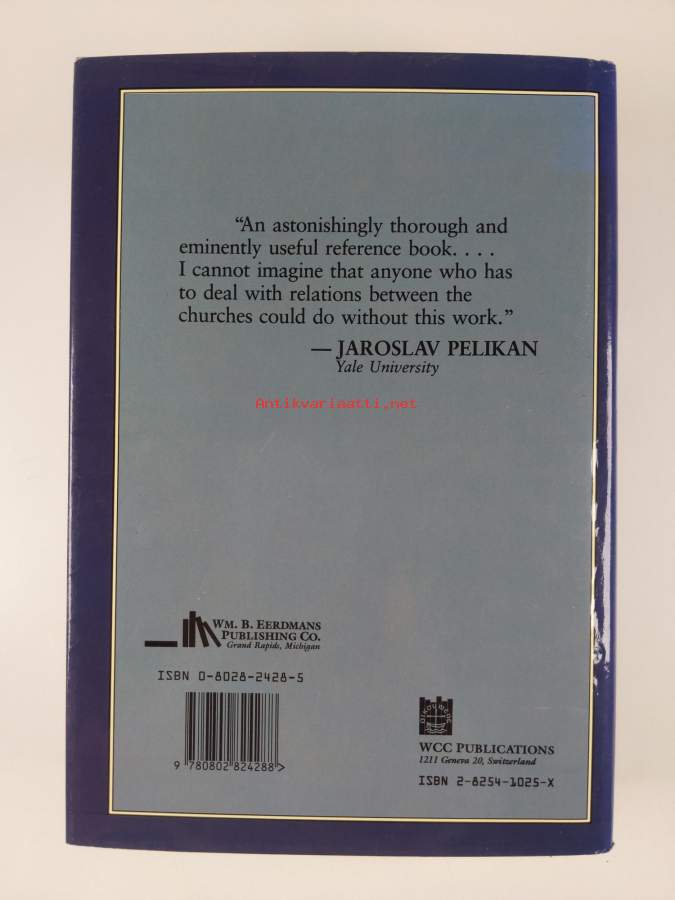 “An astonishingly thorough and
eminently useful reference book. . . .
I cannot imagine that anyone who has
to deal with relations between the
churches could do without this work.”
— JAROSLAV PELIKAN
Yale University
Antikvariaatti.net
WM. B. EERDMANS
PUBLISHING CO.
Grand Rapids, Michigan
ISBN 0-8028-2428-5
9 780802 824288>
WCC PUBLICATIONS
1211 Geneva 20, Switzerland
ISBN 2-8254-1025-X